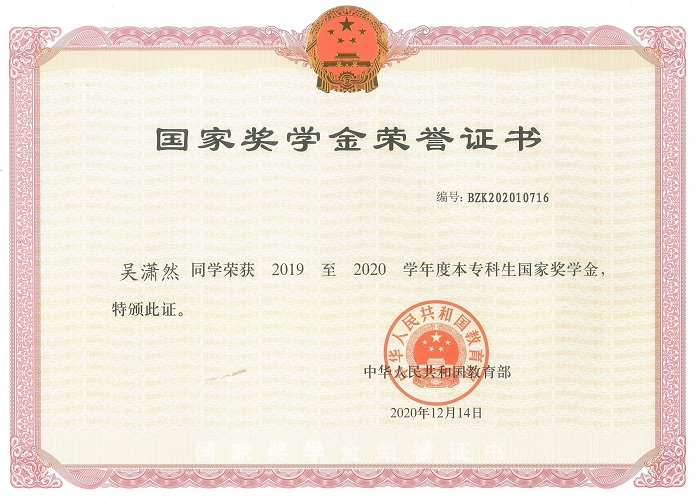 国家奖学金荣誉证书
编号: BZK202010716
吴潇然 同学荣获 2019 至 2020 学年度本专科生国家奖学金，
特颁此证。
中华人民共和国教育部
中华人民共和国教育部
2020年12月14日
国家奖学金荣誉证书